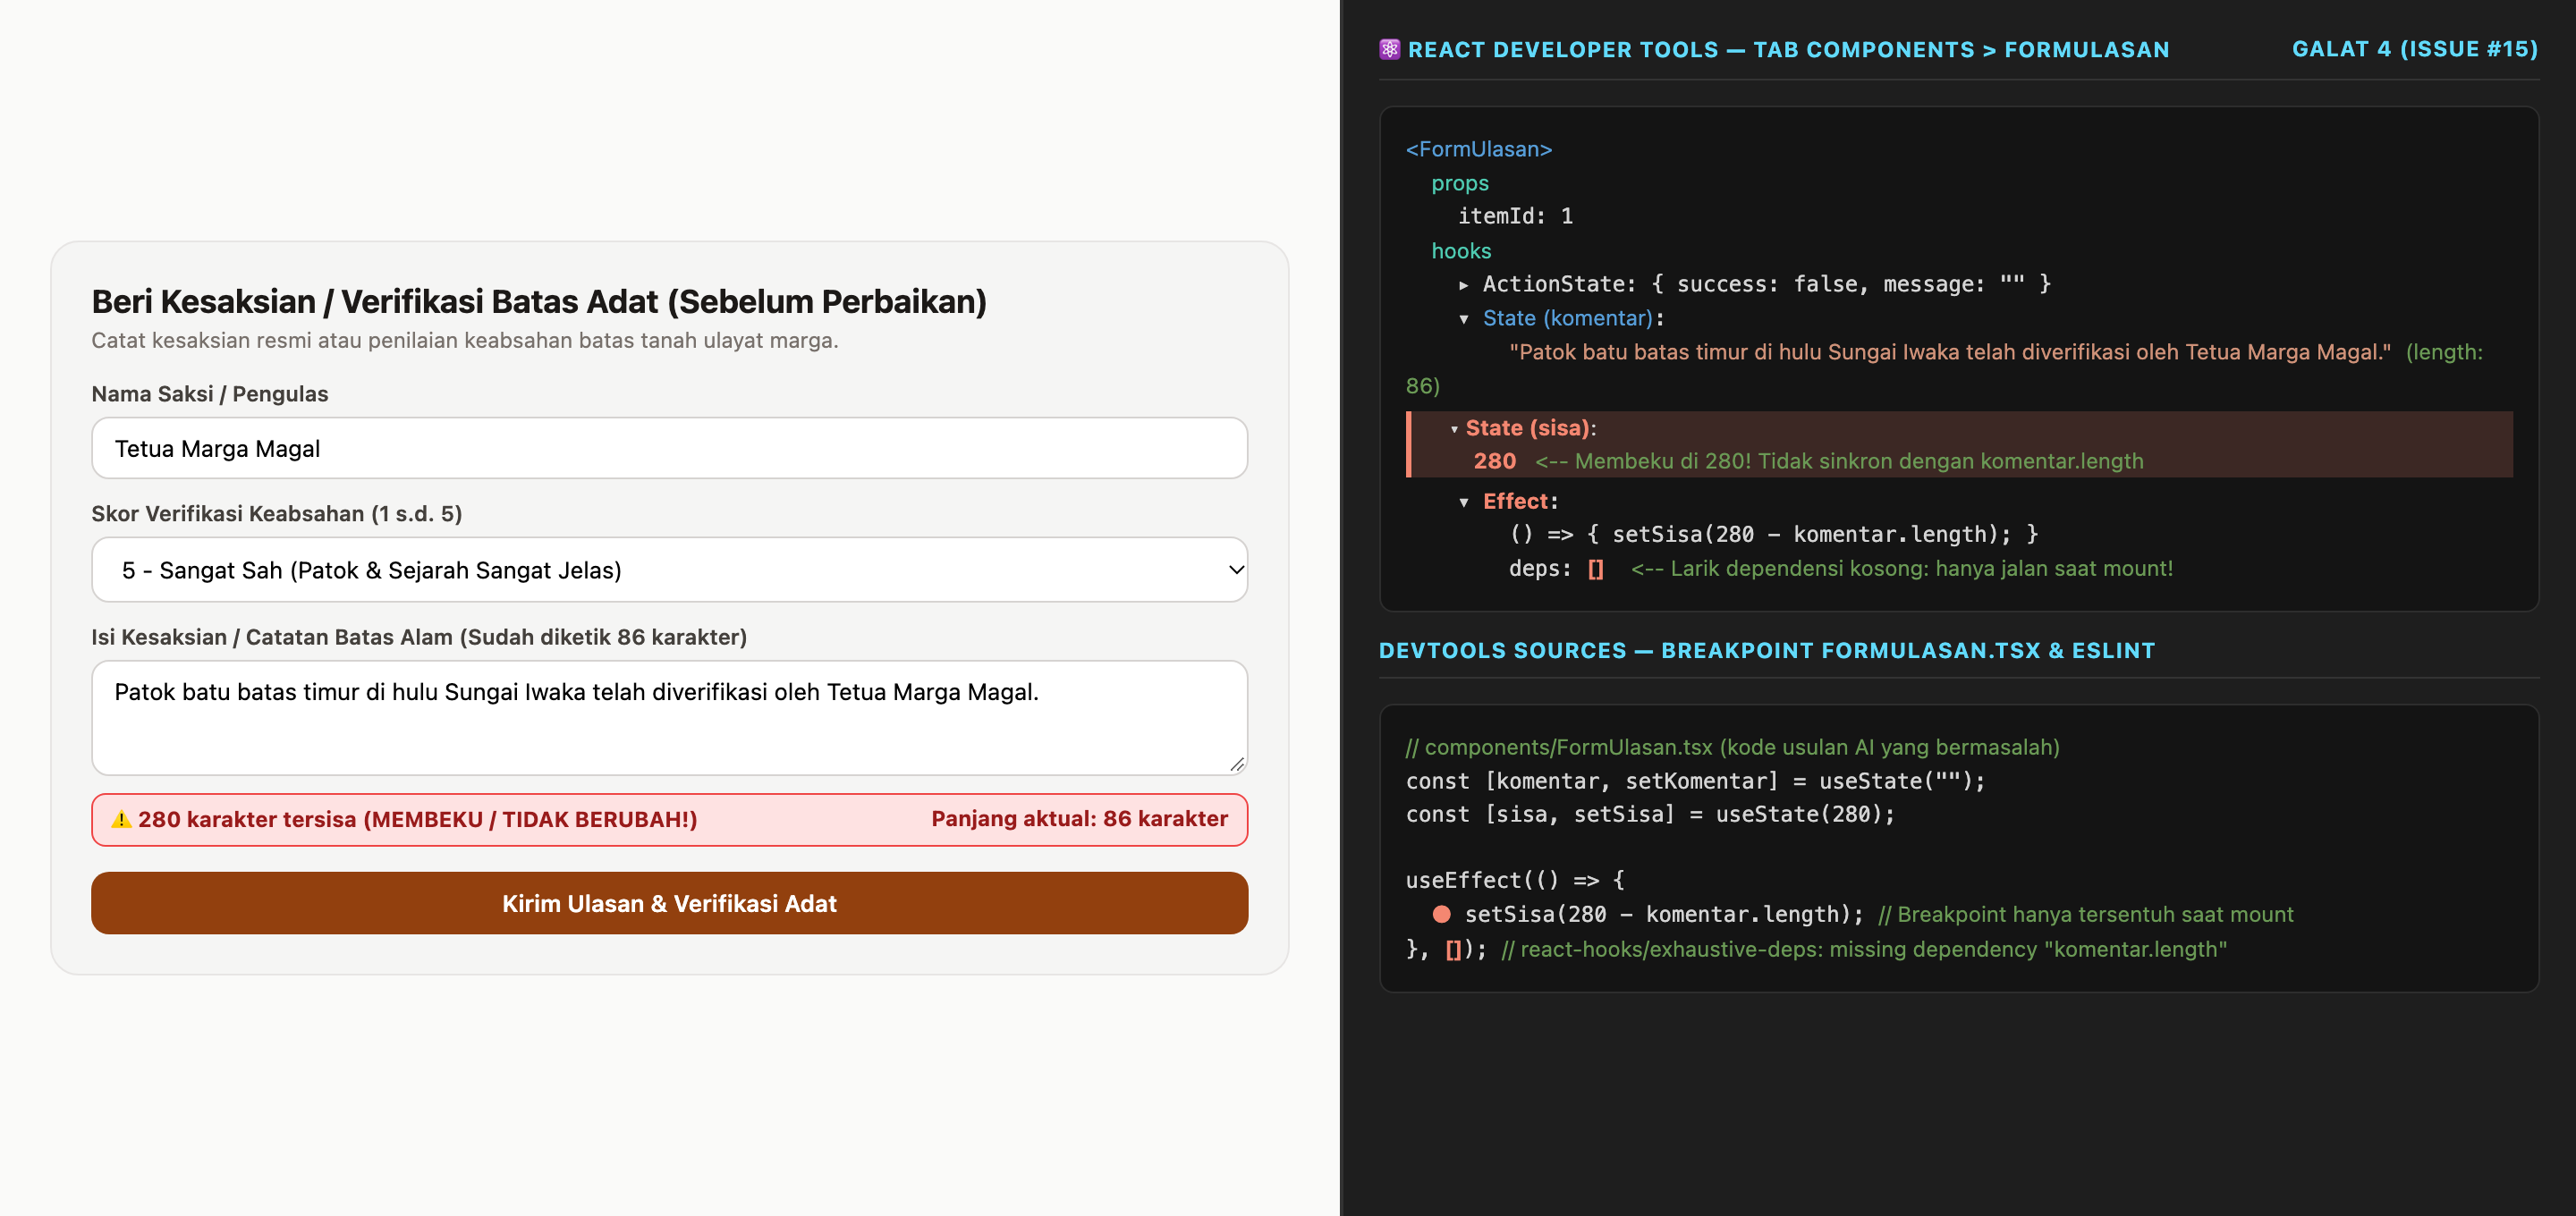 Beri Kesaksian / Verifikasi Batas Adat (Sebelum Perbaikan)
Catat kesaksian resmi atau penilaian keabsahan batas tanah ulayat marga.
Nama Saksi / Pengulas
Tetua Marga Magal
Skor Verifikasi Keabsahan (1 s.d. 5)
5 - Sangat Sah (Patok & Sejarah Sangat Jelas)
Isi Kesaksian / Catatan Batas Alam (Sudah diketik 86 karakter)
Patok batu batas timur di hulu Sungai Iwaka telah diverifikasi oleh Tetua Marga Magal.
⚠️ 280 karakter tersisa (MEMBEKU / TIDAK BERUBAH!) Panjang aktual: 86 karakter
Kirim Ulasan & Verifikasi Adat
⚛️ REACT DEVELOPER TOOLS — TAB COMPONENTS > FORMULASAN GALAT 4 (ISSUE #15)
<FormUlasan>
props
itemId: 1
hooks
▸ ActionState: { success: false, message: "" }
▾ State (komentar):
"Patok batu batas timur di hulu Sungai Iwaka telah diverifikasi oleh Tetua Marga Magal." (length:
86)
▾ State (sisa):
280 <-- Membeku di 280! Tidak sinkron dengan komentar.length
▾ Effect:
() => { setSisa(280 - komentar.length); }
deps: [] <-- Larik dependensi kosong: hanya jalan saat mount!
DEVTOOLS SOURCES — BREAKPOINT FORMULASAN.TSX & ESLINT
// components/FormUlasan.tsx (kode usulan AI yang bermasalah)
const [komentar, setKomentar] = useState("");
const [sisa, setSisa] = useState(280);
useEffect(() => {
setSisa(280 - komentar.length); // Breakpoint hanya tersentuh saat mount
}, []); // react-hooks/exhaustive-deps: missing dependency "komentar.length"